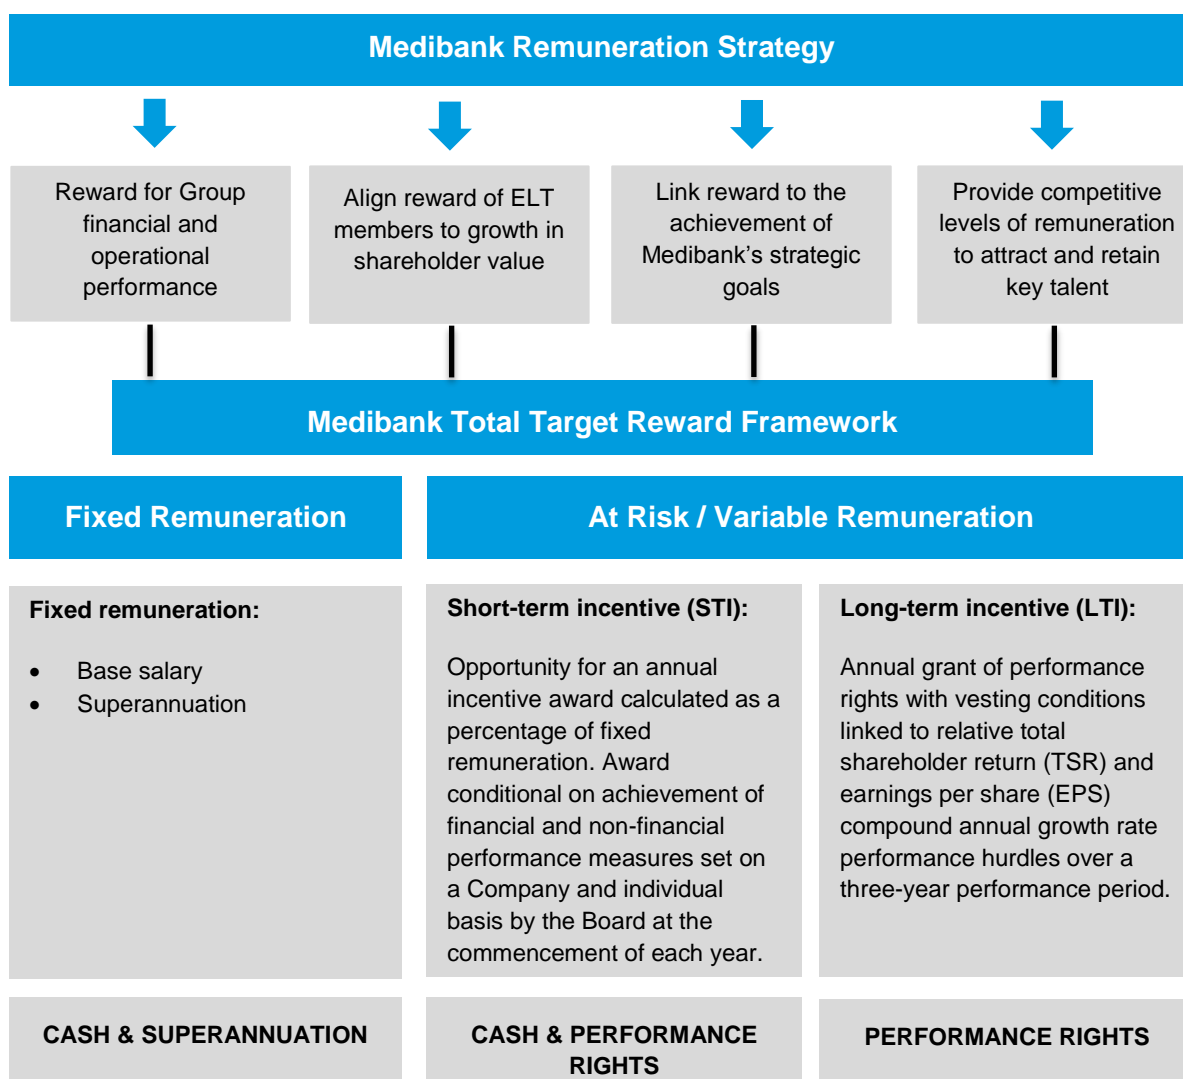 Medibank Remuneration Strategy
Reward for Group
financial and
operational
performance
Align reward of ELT
members to growth in
shareholder value
Link reward to the
achievement of
Medibank’s strategic
goals
Provide competitive
levels of remuneration
to attract and retain
key talent
Medibank Total Target Reward Framework
Fixed Remuneration
At Risk / Variable Remuneration
Fixed remuneration:
• Base salary
• Superannuation
Short-term incentive (STI):
Opportunity for an annual
incentive award calculated as a
percentage of fixed
remuneration. Award
conditional on achievement of
financial and non-financial
performance measures set on
a Company and individual
basis by the Board at the
commencement of each year.
Long-term incentive (LTI):
Annual grant of performance
rights with vesting conditions
linked to relative total
shareholder return (TSR) and
earnings per share (EPS)
compound annual growth rate
performance hurdles over a
three-year performance period.
CASH & SUPERANNUATION
CASH & PERFORMANCE
RIGHTS
PERFORMANCE RIGHTS